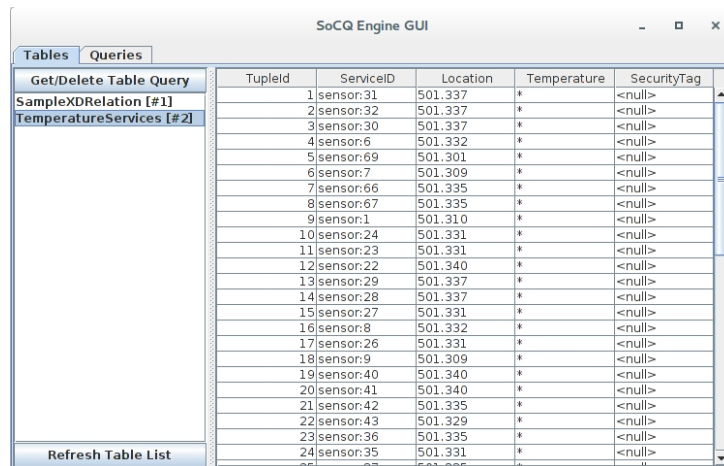 SoCQ Engine GUI
Tables Queries
Get/Delete Table Query
SampleXDRelation [#1]
TemperatureServices [#2]
Refresh Table List
TupleId ServiceID Location Temperature SecurityTag
1 sensor:31 501.337 * <null>
2 sensor:32 501.337 * <null>
3 sensor:30 501.337 * <null>
4 sensor:6 501.332 * <null>
5 sensor:69 501.301 * <null>
6 sensor:7 501.309 * <null>
7 sensor:66 501.335 * <null>
8 sensor:67 501.335 * <null>
9 sensor:1 501.310 * <null>
10 sensor:24 501.331 * <null>
11 sensor:23 501.331 * <null>
12 sensor:22 501.340 * <null>
13 sensor:29 501.337 * <null>
14 sensor:28 501.337 * <null>
15 sensor:27 501.331 * <null>
16 sensor:8 501.332 * <null>
17 sensor:26 501.331 * <null>
18 sensor:9 501.309 * <null>
19 sensor:40 501.340 * <null>
20 sensor:41 501.340 * <null>
21 sensor:42 501.335 * <null>
22 sensor:43 501.329 * <null>
23 sensor:36 501.335 * <null>
24 sensor:35 501.331 * <null>